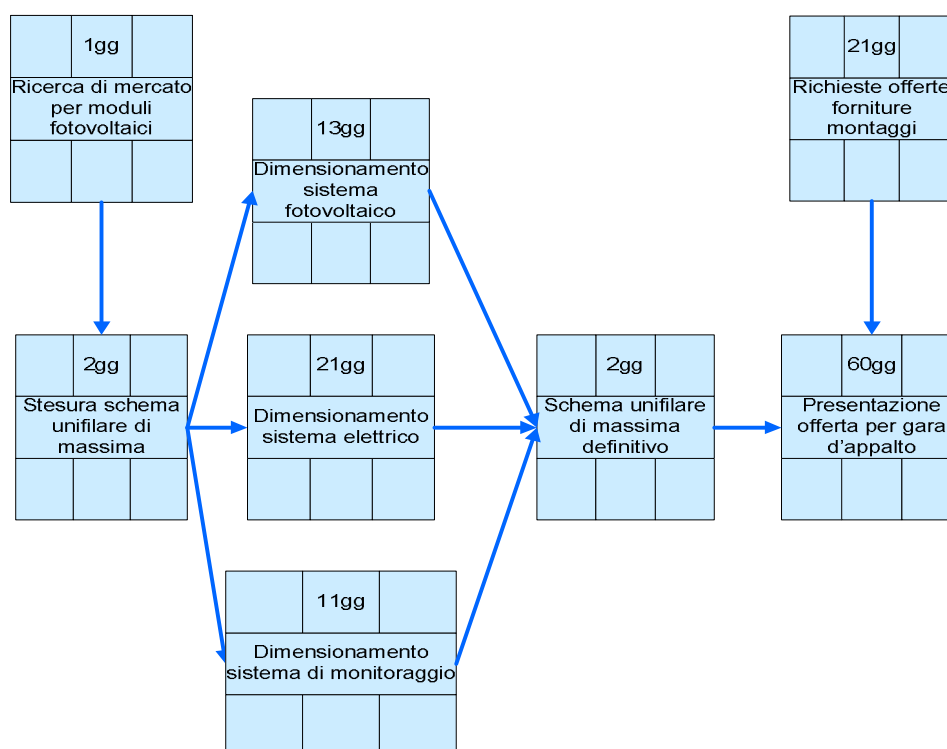 1gg
Ricerca di mercato
per moduli
fotovoltaici
21gg
Richieste offerte
forniture
montaggi
13gg
Dimensionamento
sistema
fotovoltaico
2gg
Stesura schema
unifilare di
massima
21gg
Dimensionamento
sistema elettrico
2gg
Schema unifilare
di massima
definitivo
60gg
Presentazione
offerta per gara
d'appalto
11gg
Dimensionamento
sistema di monitoraggio